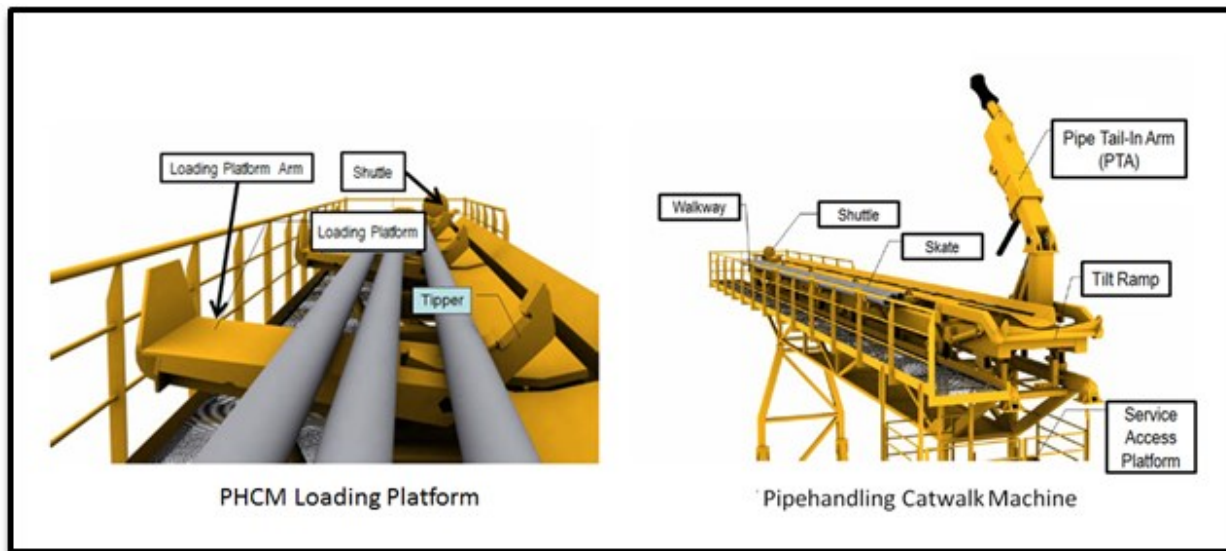 Loading Platform Arm
Shuttle
Loading Platform
Tipper
PHCM Loading Platform
Pipe Tail-In Arm
(PTA)
Walkway
Shuttle
Skate
Tilt Ramp
Service
Access
Platform
Pipehandling Catwalk Machine